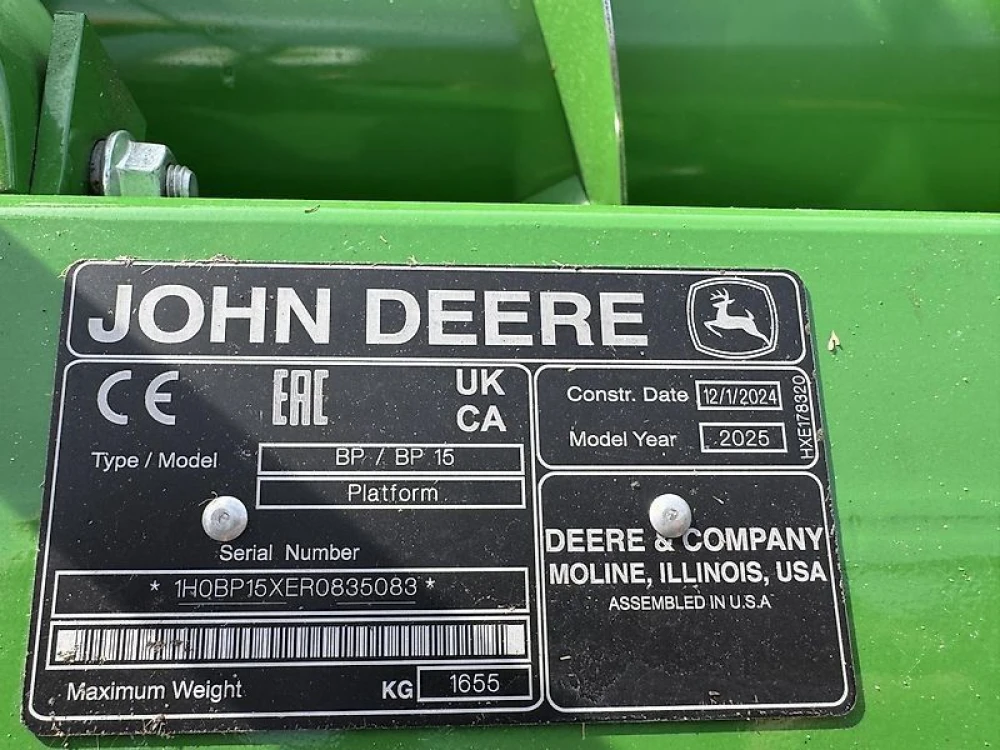 JOHN DEERE
CE EAC UK
CA
Type / Model BP / BP 15
Platform
Serial Number
* 1H0BP15XER0835083 *
Maximum Weight KG 1655
Constr. Date 12/1/2024
Model Year 2025
HXE178320
DEERE & COMPANY
MOLINE, ILLINOIS, USA
ASSEMBLED IN U.S.A